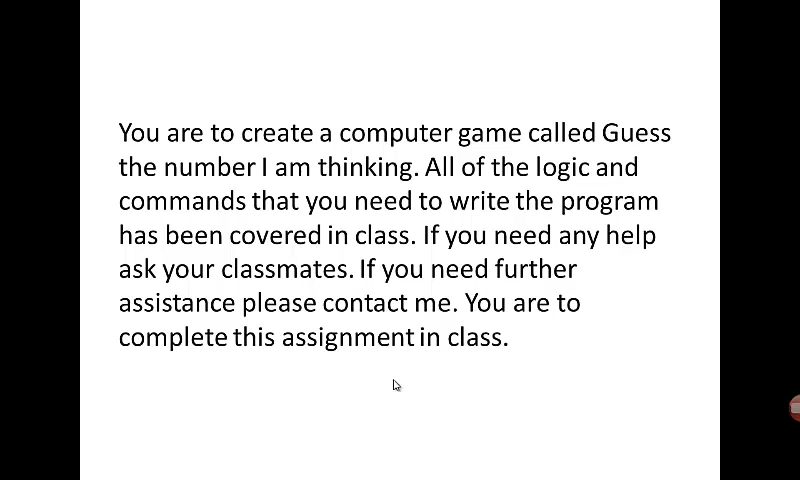 You are to create a computer game called Guess
the number I am thinking. All of the logic and
commands that you need to write the program
has been covered in class. If you need any help
ask your classmates. If you need further
assistance please contact me. You are to
complete this assignment in class.